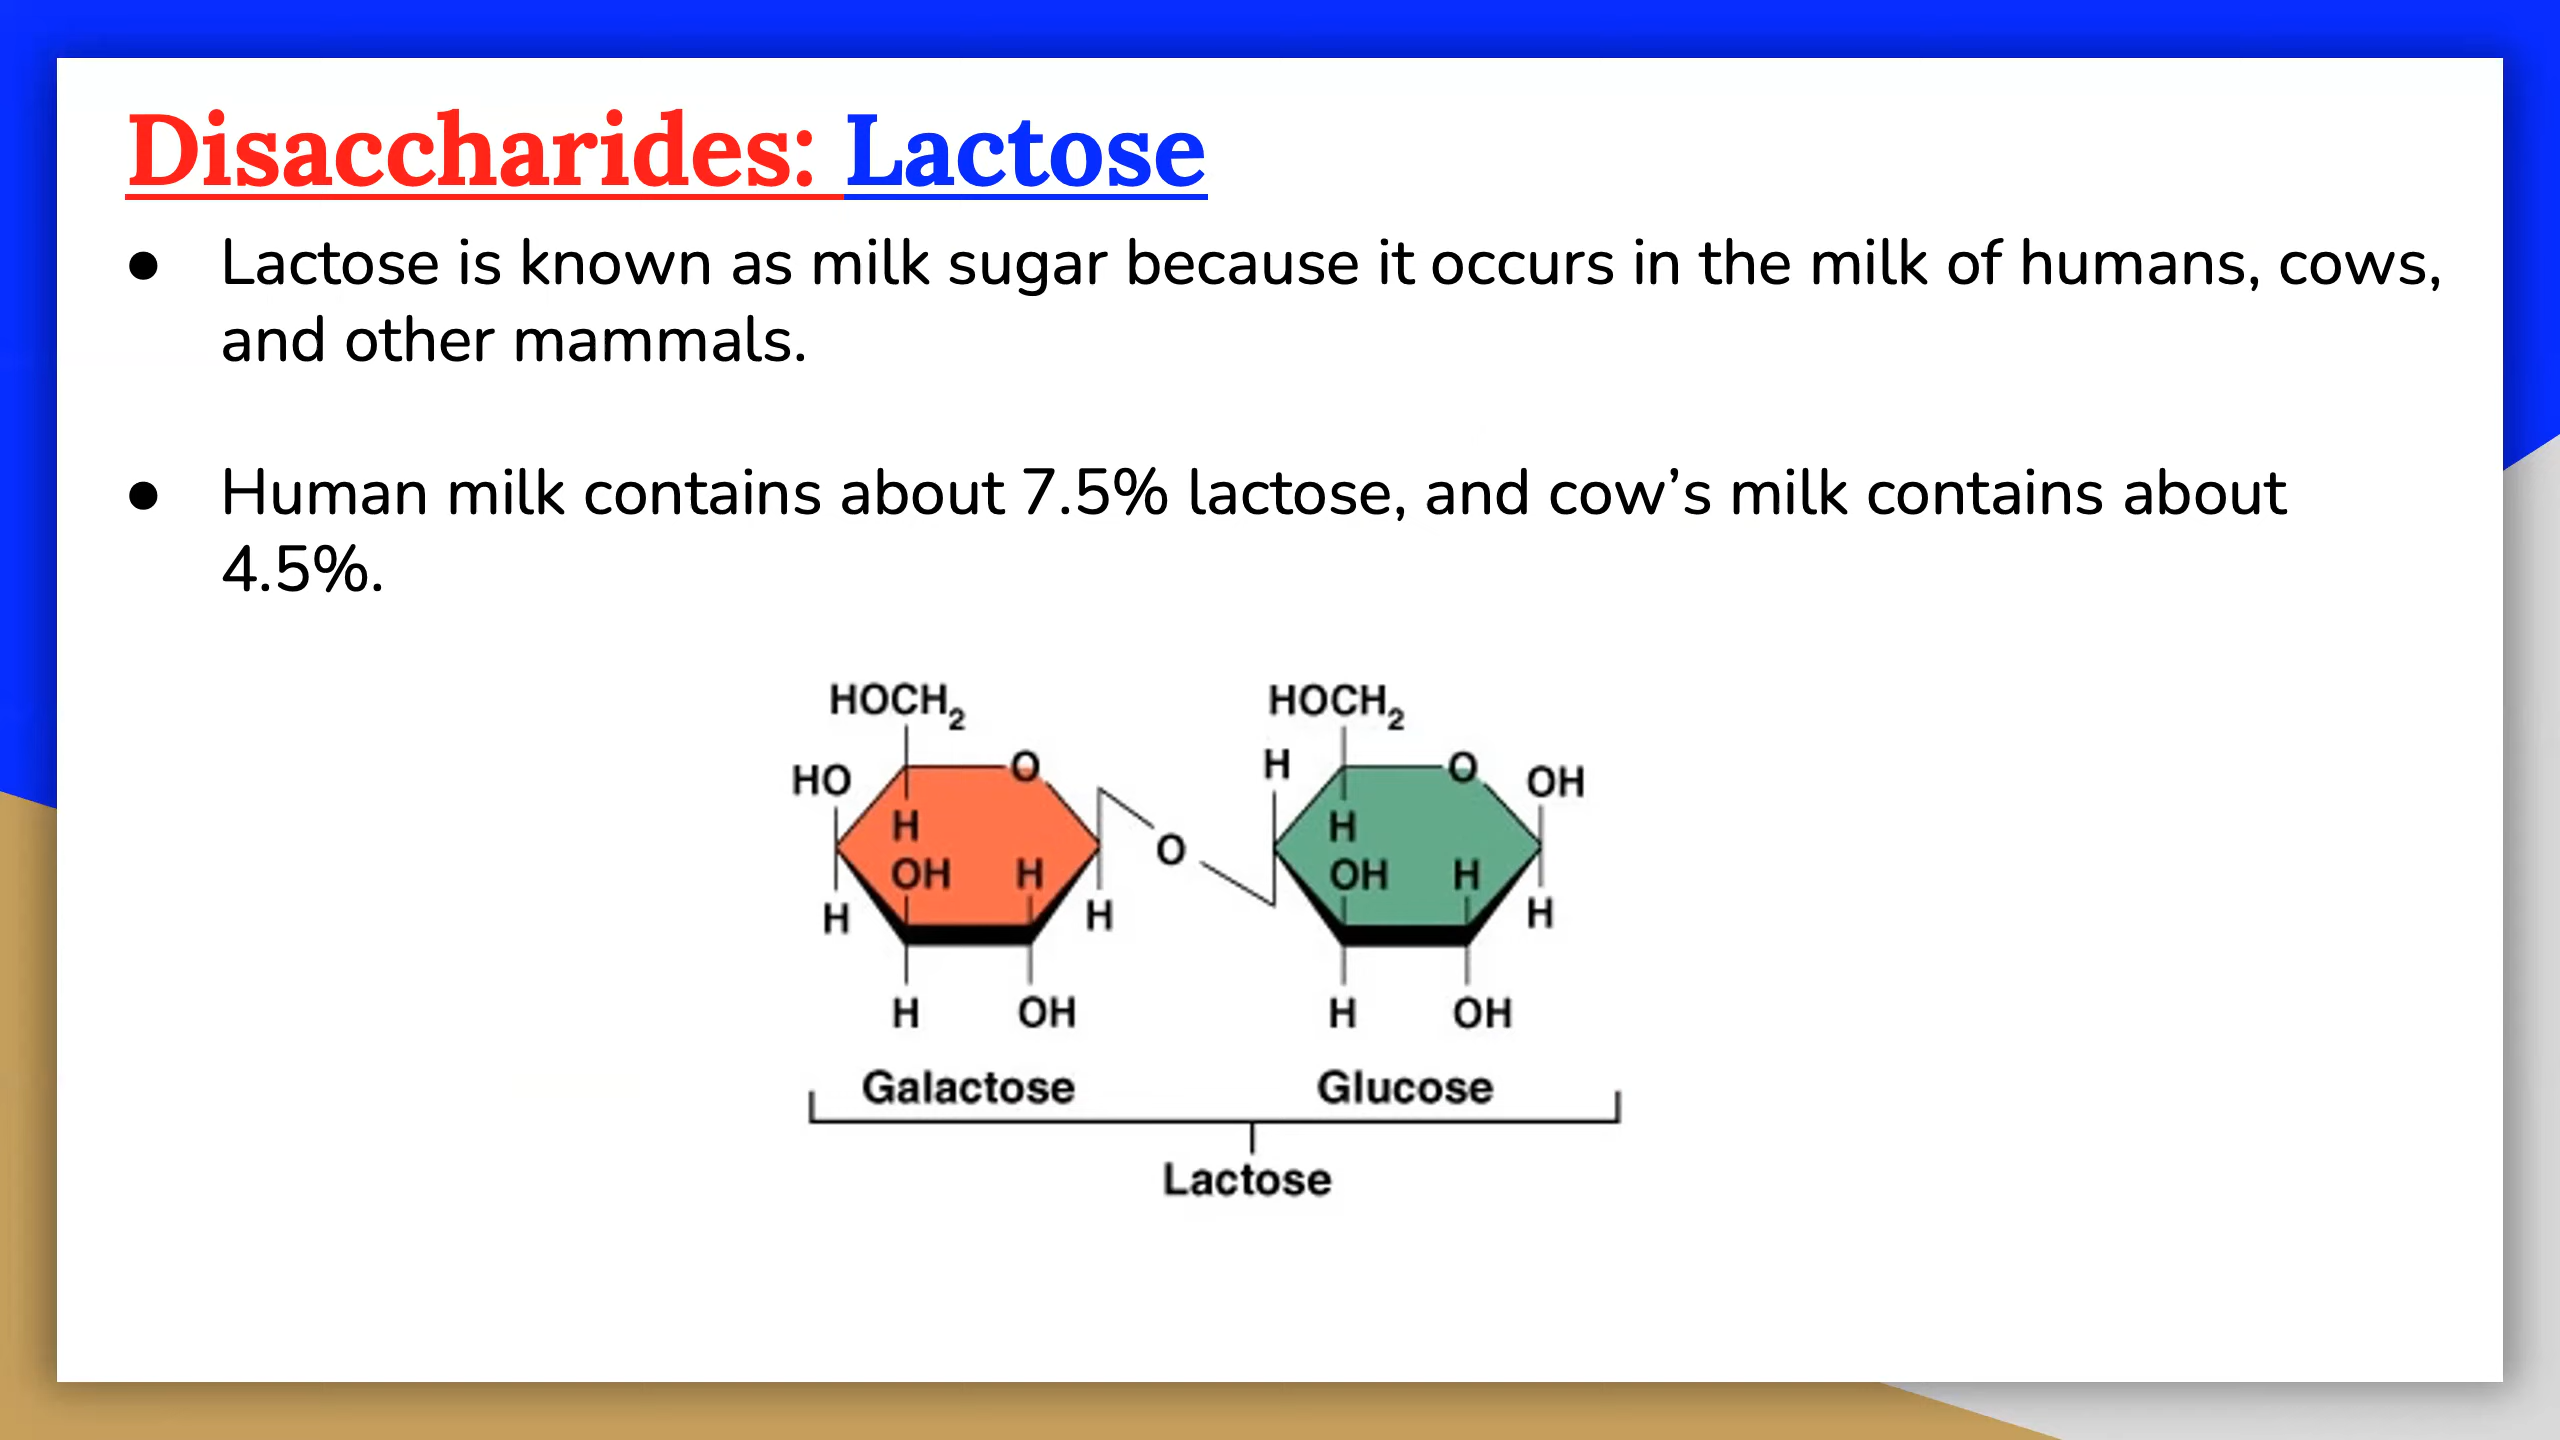 Disaccharides: Lactose
● Lactose is known as milk sugar because it occurs in the milk of humans, cows,
and other mammals.
● Human milk contains about 7.5% lactose, and cow’s milk contains about
4.5%.
HOCH₂ HOCH₂
HO O H O OH
H H
O
OH H OH H
H H H
H OH H OH
Galactose Glucose
Lactose